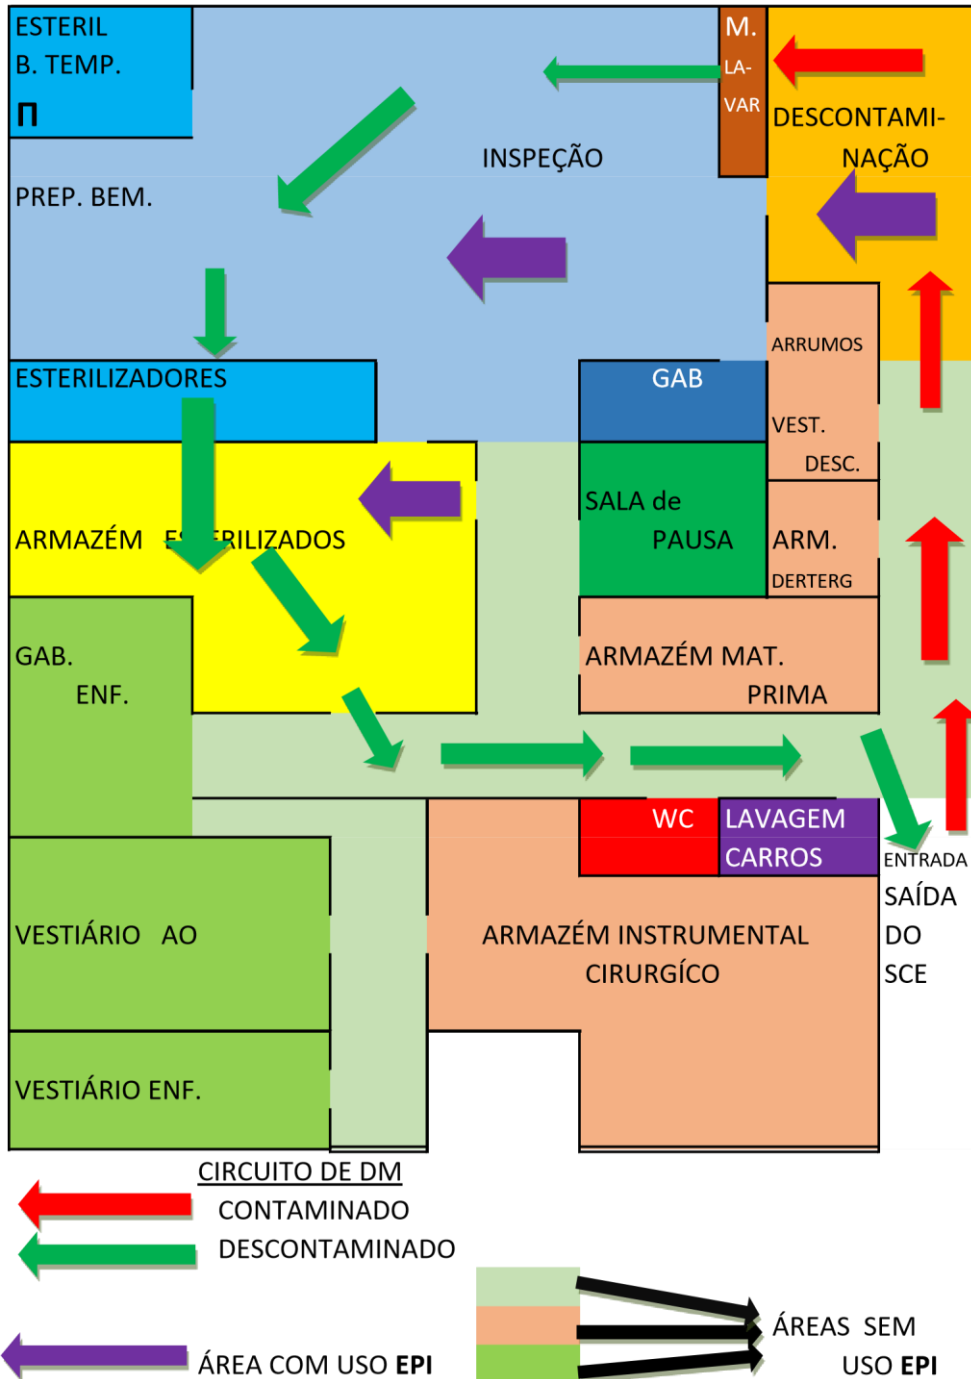 ESTERIL
B. TEMP.
П
M.
LA-
VAR
DESCONTAMI-
NAÇÃO
INSPEÇÃO
PREP. BEM.
ARRUMOS
VEST.
DESC.
ESTERILIZADORES
GAB
SALA de
PAUSA
ARM.
DERTERG
ARMAZÉM ESTERILIZADOS
GAB.
ENF.
ARMAZÉM MAT.
PRIMA
WC
LAVAGEM
CARROS
ENTRADA
SAÍDA
DO
SCE
VESTIÁRIO AO
ARMAZÉM INSTRUMENTAL
CIRURGÍCO
VESTIÁRIO ENF.
CIRCUITO DE DM
CONTAMINADO
DESCONTAMINADO
ÁREA COM USO EPI
ÁREAS SEM
USO EPI